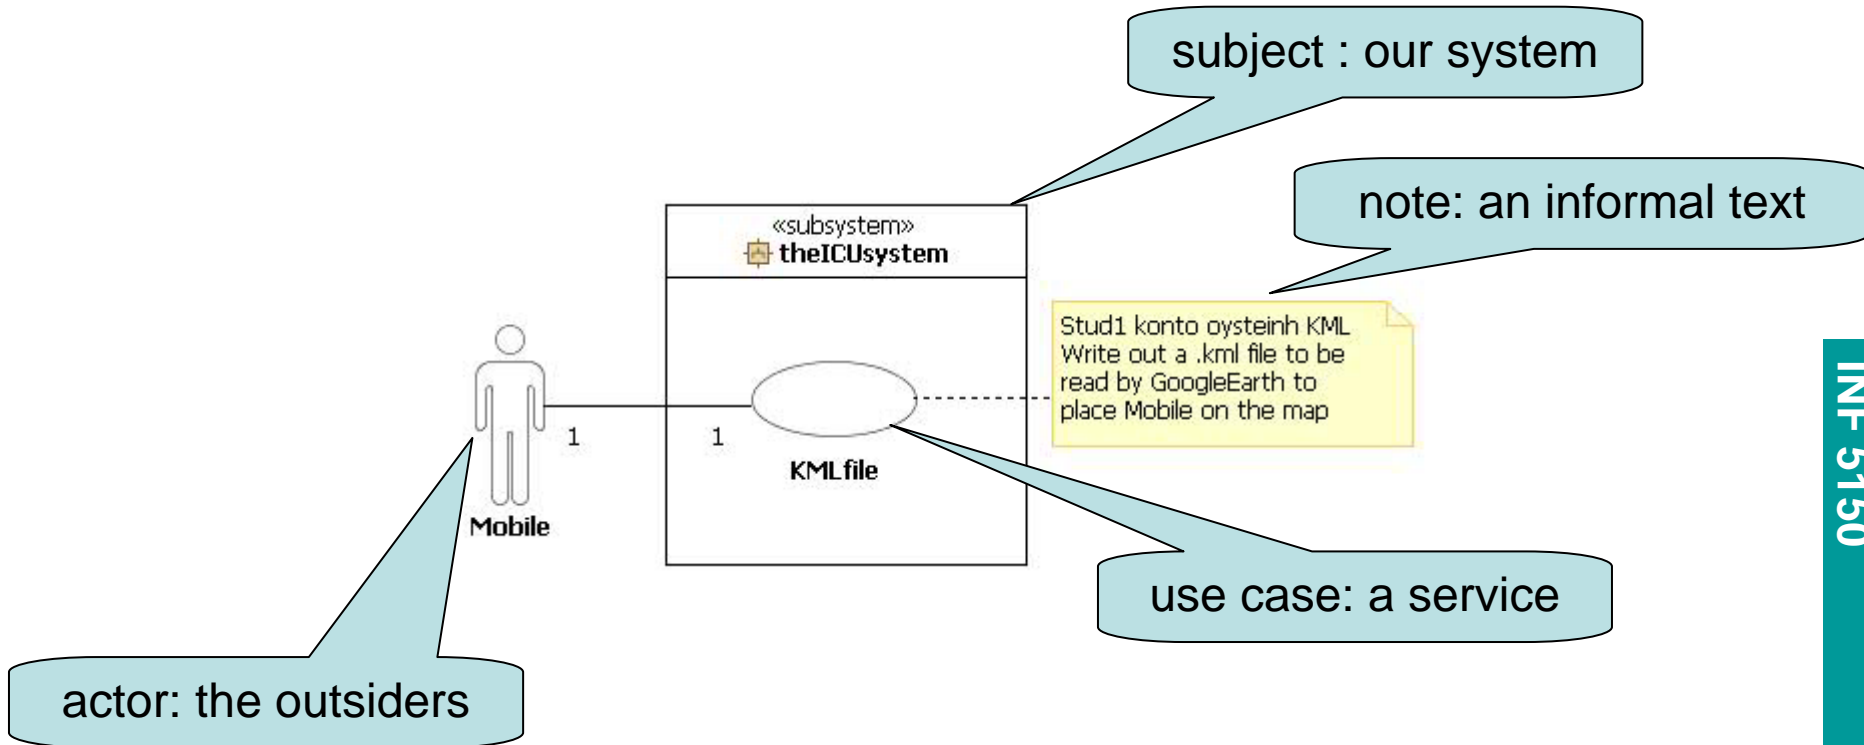 subject : our system
note: an informal text
«subsystem»
theICUsystem
Stud1 konto oysteinh KML
Write out a .kml file to be
read by GoogleEarth to
place Mobile on the map
1
1
KMLfile
Mobile
use case: a service
actor: the outsiders
INF 5150